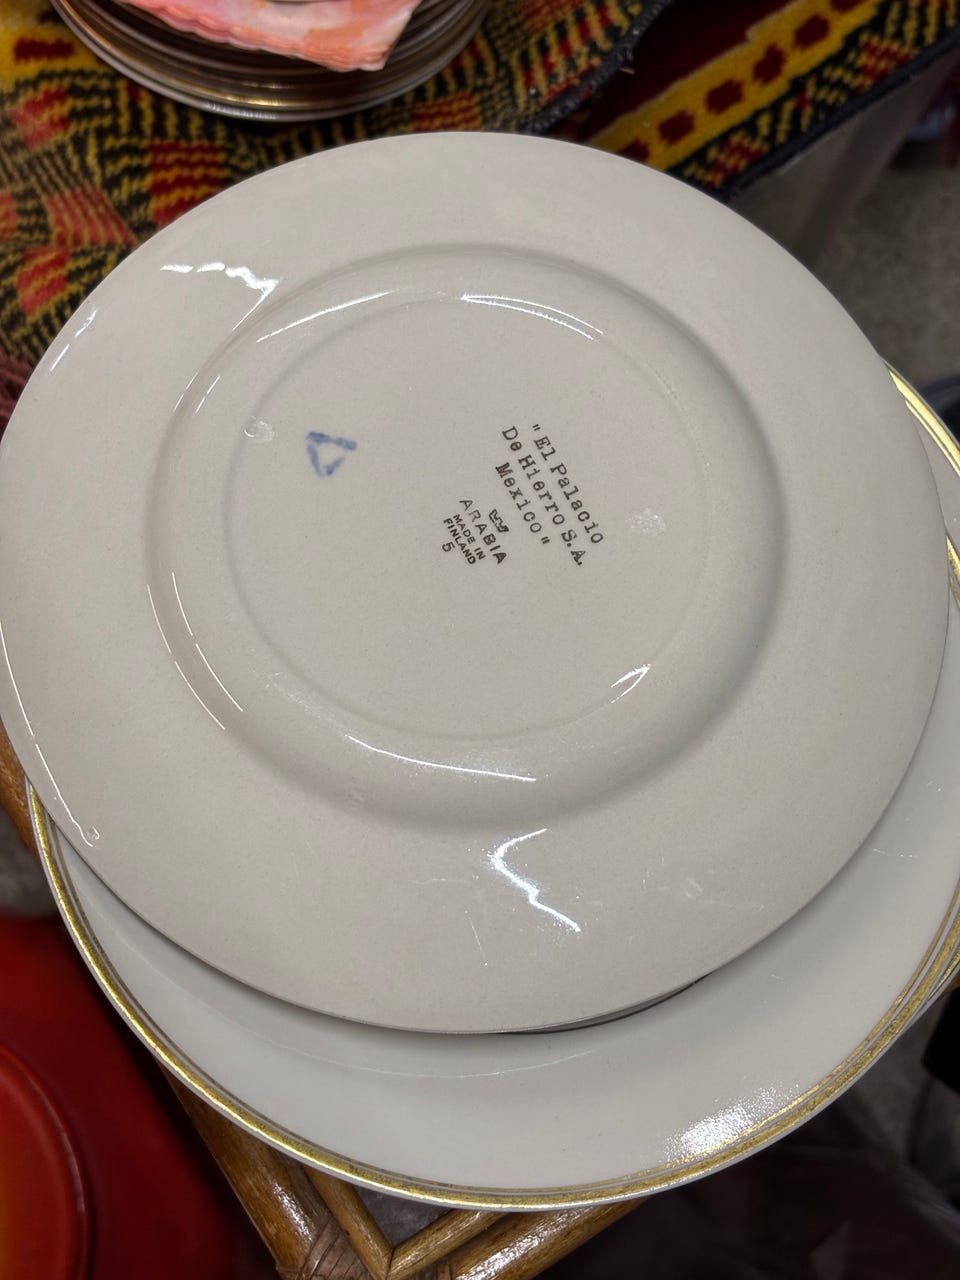 "El Palacio
De Hierro S.A.
Mexico"
ARABIA
MADE IN
FINLAND
5